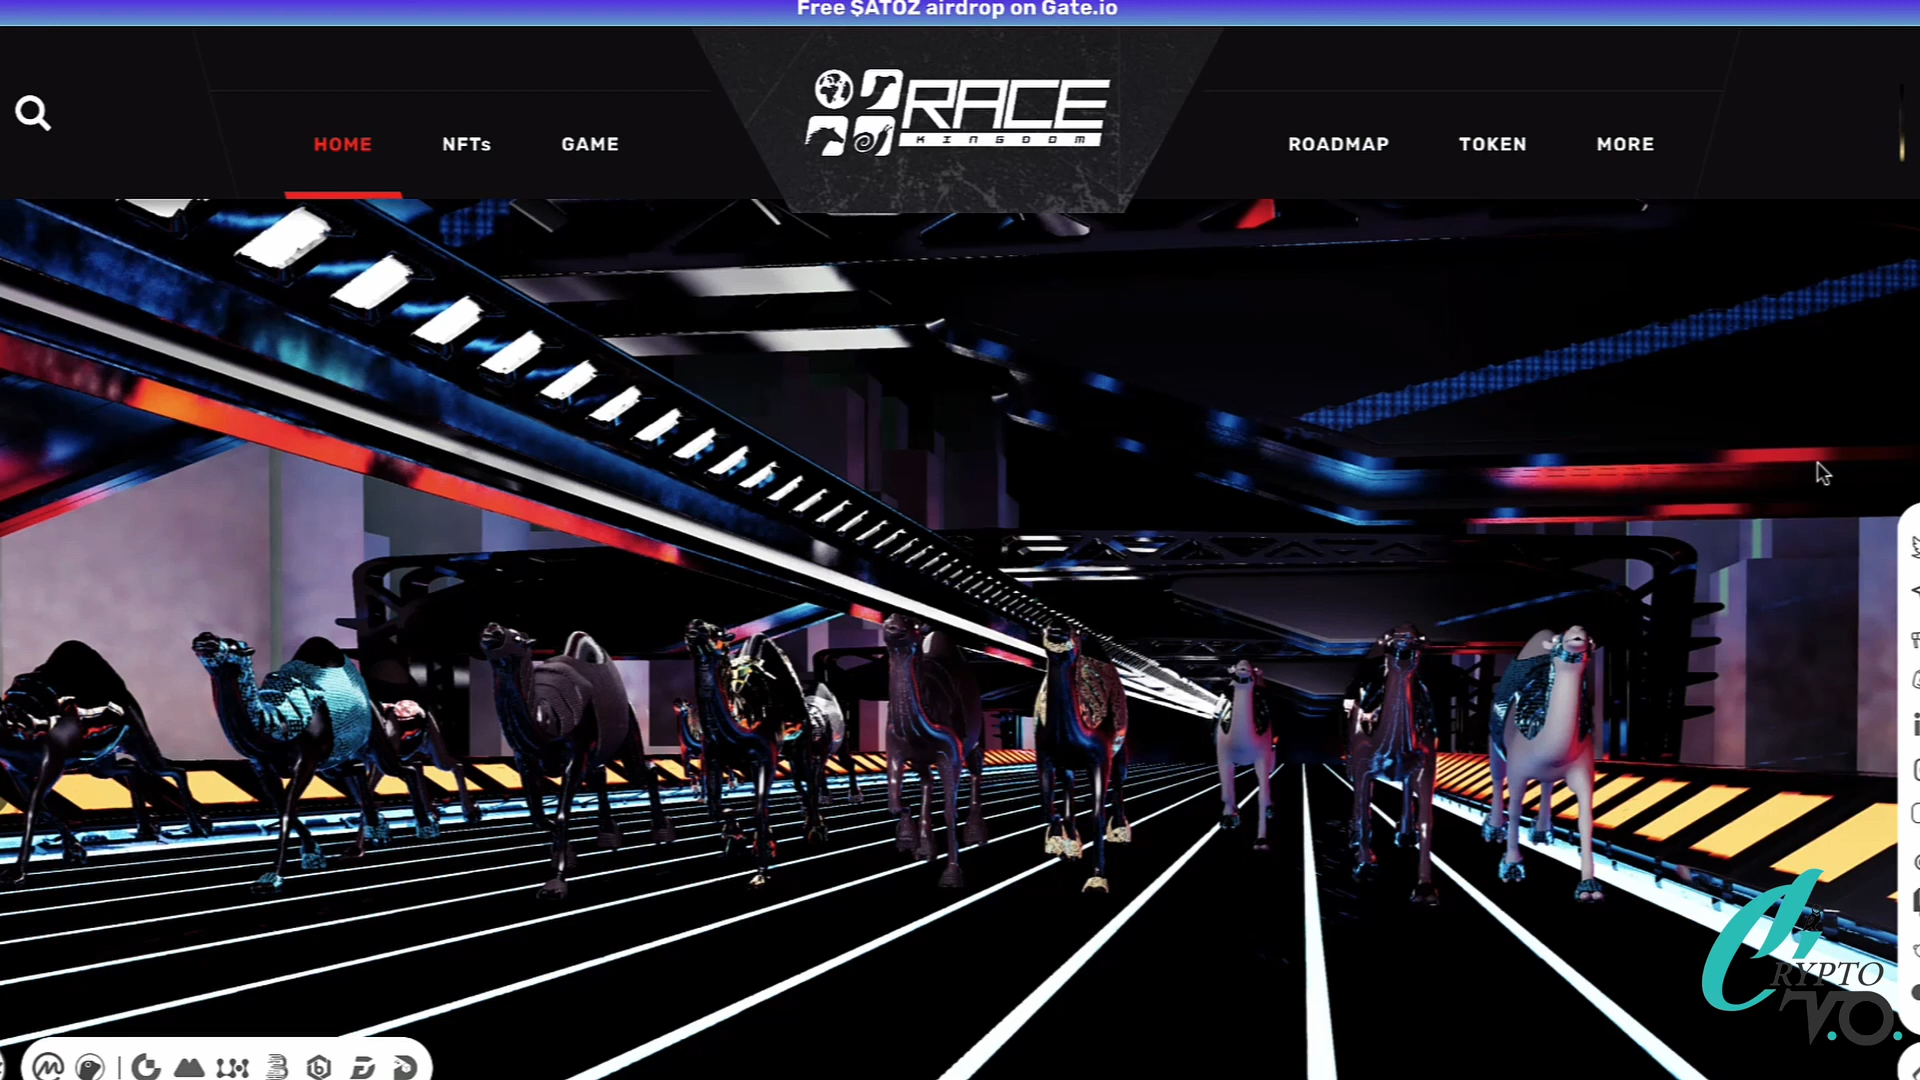 Free $ATOZ airdrop on Gate.io
HOME
NFTs
GAME
RACE
KINGDOM
ROADMAP
TOKEN
MORE
CRYPTO
V.O.